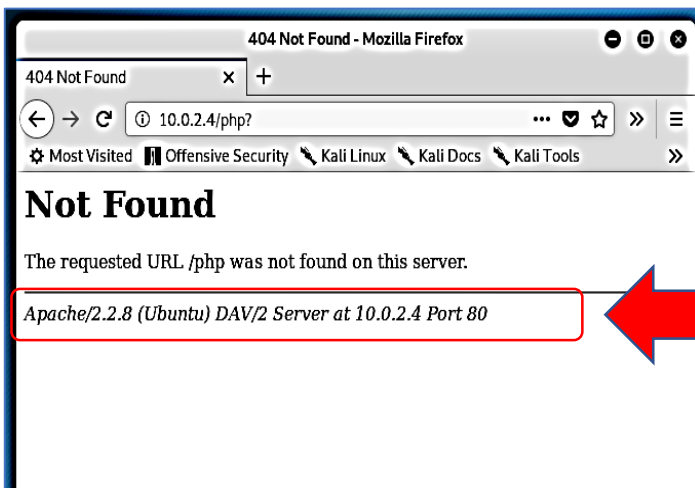 404 Not Found - Mozilla Firefox
404 Not Found
10.0.2.4/php?
Most Visited Offensive Security Kali Linux Kali Docs Kali Tools
Not Found
The requested URL /php was not found on this server.
Apache/2.2.8 (Ubuntu) DAV/2 Server at 10.0.2.4 Port 80